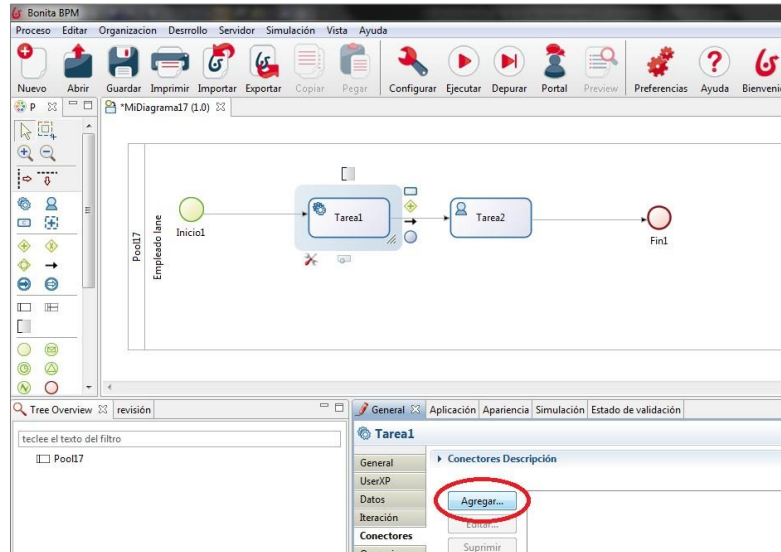 Bonita BPM
Proceso Editar Organizacion Desrrollo Servidor Simulación Vista Ayuda
Nuevo Abrir Guardar Imprimir Importar Exportar Copiar Pegar Configurar Ejecutar Depurar Portal Preview Preferencias Ayuda
P *MiDiagrama17 (1.0)
Pool17
Empleado lane
Inicio1
Tarea1
Tarea2
Fin1
Tree Overview revisión
teclee el texto del filtro
Pool17
General Aplicación Apariencia Simulación Estado de validación
Tarea1
General
UserXP
Datos
Iteración
Conectores
Conectores Descripción
Agregar...
Editar...
Suprimir